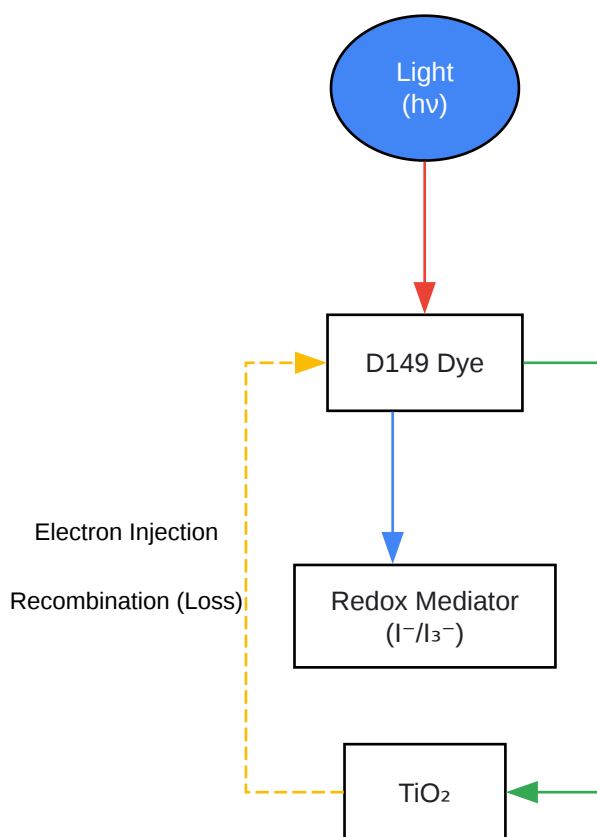 Light
(hν)
D149 Dye
Electron Injection
Recombination (Loss)
Redox Mediator
(I⁻/I₃⁻)
TiO₂